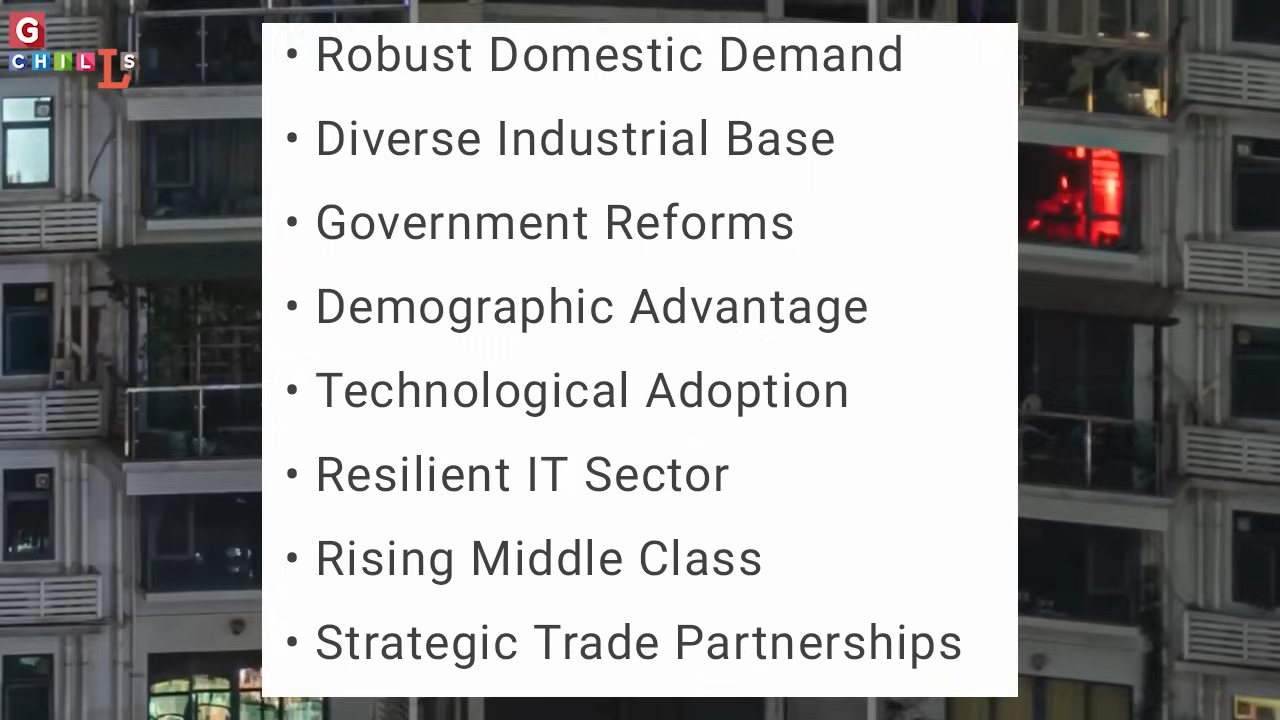 G
CHILLS
• Robust Domestic Demand
• Diverse Industrial Base
• Government Reforms
• Demographic Advantage
• Technological Adoption
• Resilient IT Sector
• Rising Middle Class
• Strategic Trade Partnerships